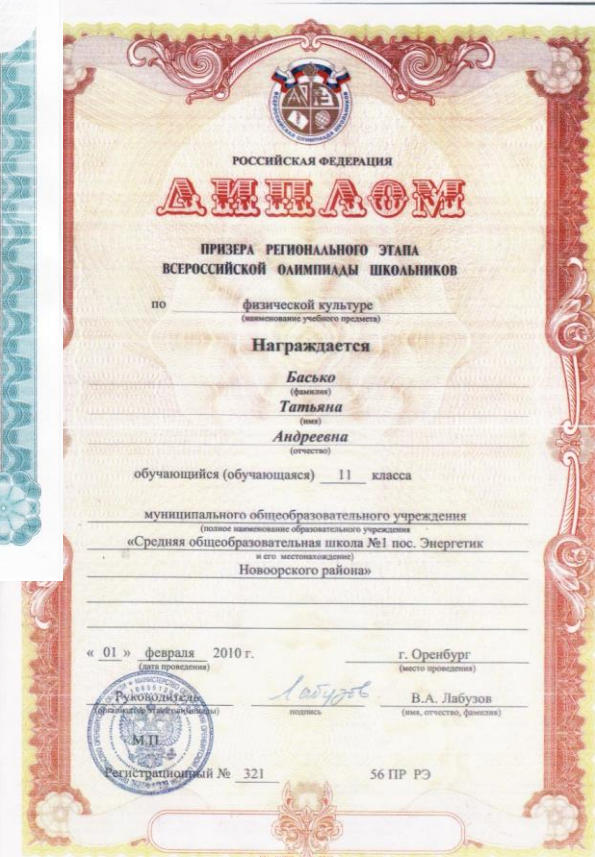 РОССИЙСКАЯ ФЕДЕРАЦИЯ
ДИПЛОМ
ПРИЗЕРА РЕГИОНАЛЬНОГО ЭТАПА
ВСЕРОССИЙСКОЙ ОЛИМПИАДЫ ШКОЛЬНИКОВ
по физической культуре
(наименование учебного предмета)
Награждается
Басько
(фамилия)
Татьяна
(имя)
Андреевна
(отчество)
обучающийся (обучающаяся) 11 класса
муниципального общеобразовательного учреждения
(полное наименование образовательного учреждения
«Средняя общеобразовательная школа №1 пос. Энергетик
и его местонахождение)
Новоорского района»
« 01 » февраля 2010 г. г. Оренбург
(дата проведения) (место проведения)
Руководитель Лабузов В.А. Лабузов
подпись (имя, отчество, фамилия)
М.П.
Регистрационный № 321 56 ПР РЭ